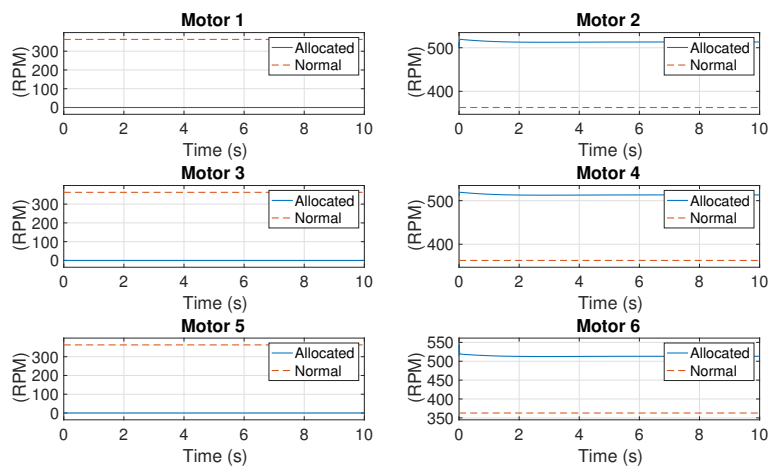 Motor 1
300
200
100
0
(RPM)
Allocated
Normal
0 2 4 6 8 10
Time (s)
Motor 2
500
400
(RPM)
Allocated
Normal
0 2 4 6 8 10
Time (s)
Motor 3
300
200
100
0
(RPM)
Allocated
Normal
0 2 4 6 8 10
Time (s)
Motor 4
500
400
(RPM)
Allocated
Normal
0 2 4 6 8 10
Time (s)
Motor 5
300
200
100
0
(RPM)
Allocated
Normal
0 2 4 6 8 10
Time (s)
Motor 6
550
500
450
400
350
(RPM)
Allocated
Normal
0 2 4 6 8 10
Time (s)